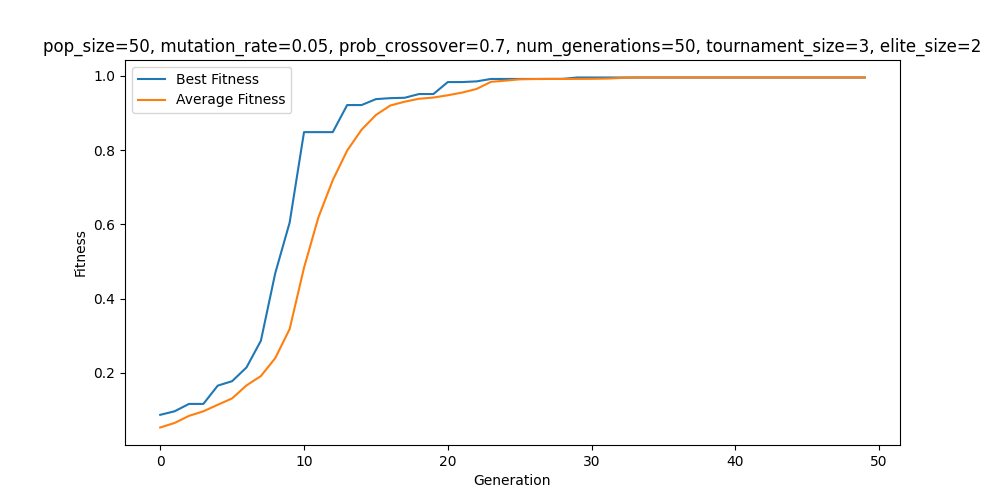 pop_size=50, mutation_rate=0.05, prob_crossover=0.7, num_generations=50, tournament_size=3, elite_size=2
Best Fitness
Average Fitness
1.0
0.8
0.6
0.4
0.2
Fitness
0 10 20 30 40 50
Generation